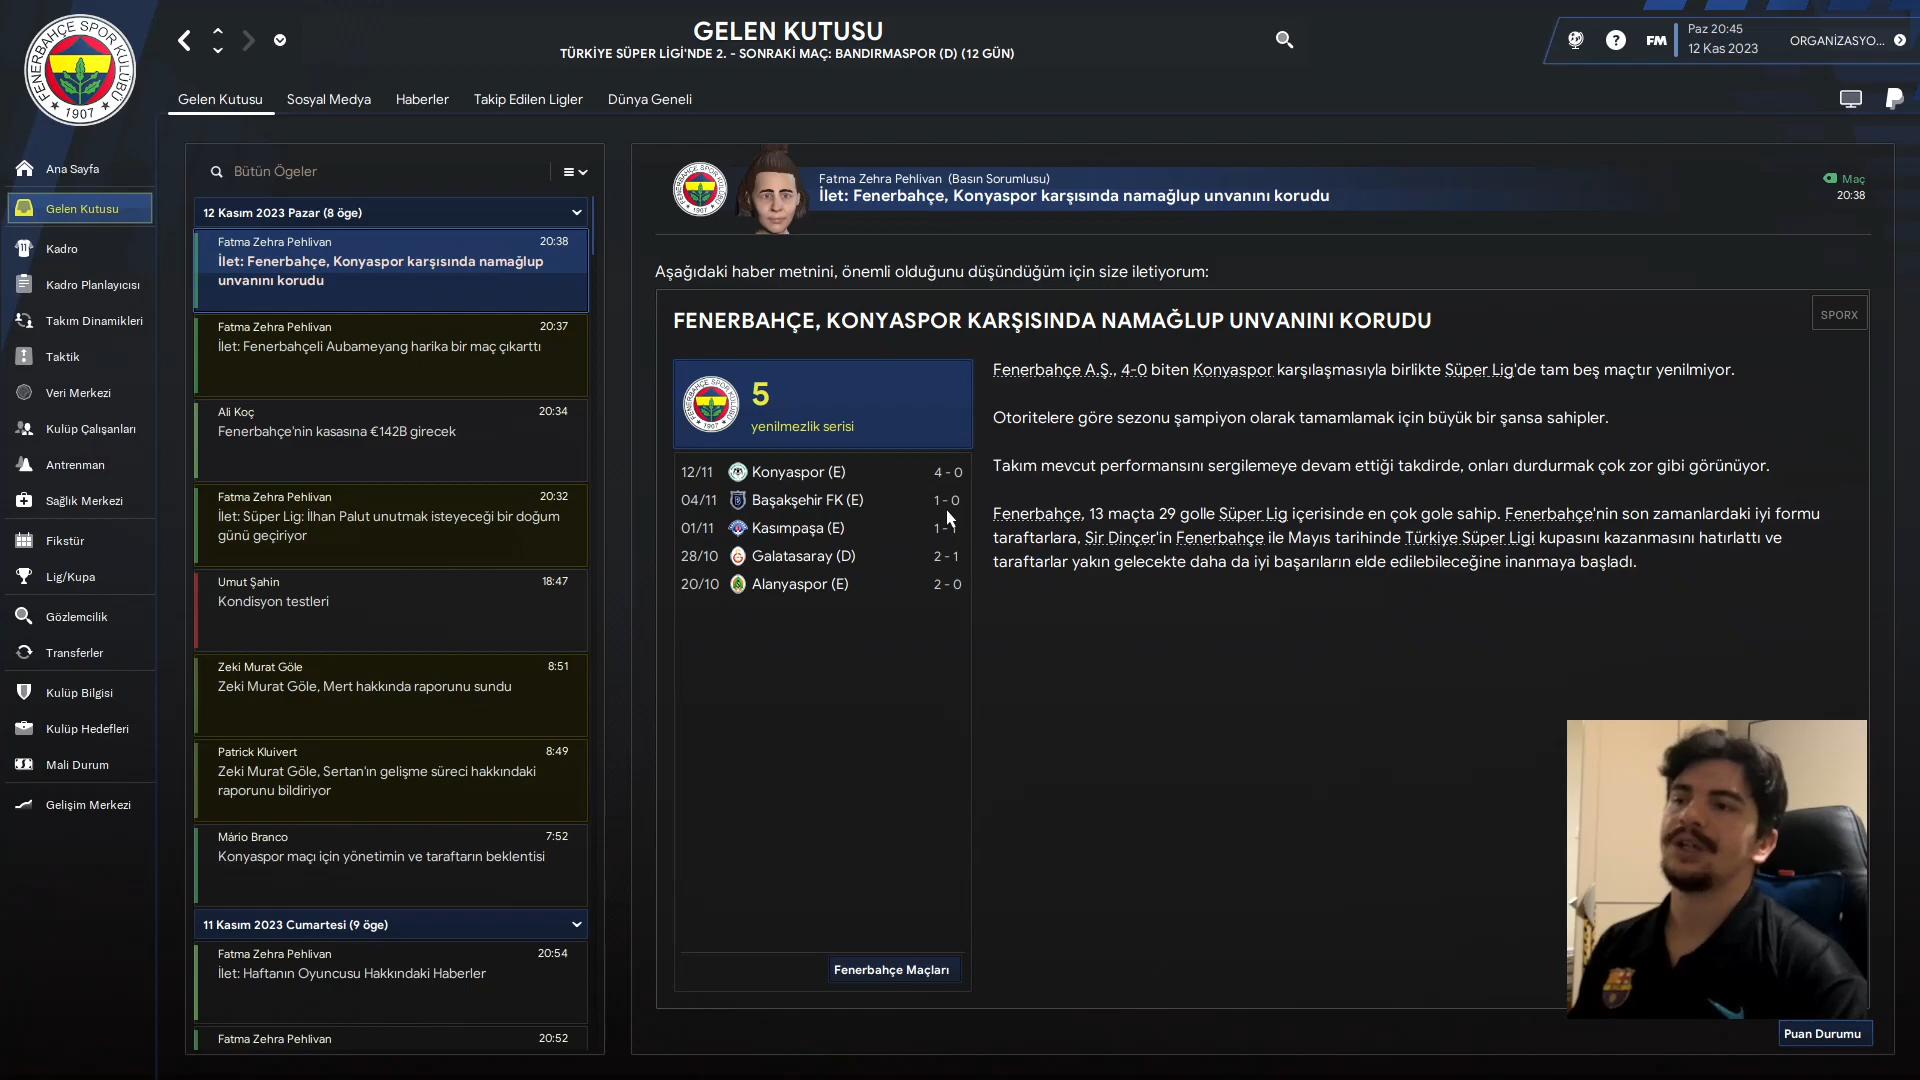 GELEN KUTUSU
TÜRKİYE SÜPER LİGİ'NDE 2. - SONRAKİ MAÇ: BANDIRMASPOR (D) (12 GÜN)
FM
Paz 20:45
12 Kas 2023
ORGANİZASYO...
FENERBAHÇE SPOR KULÜBÜ
1907
Gelen Kutusu
Sosyal Medya
Haberler
Takip Edilen Ligler
Dünya Geneli
Ana Sayfa
Gelen Kutusu
Kadro
Kadro Planlayıcısı
Takım Dinamikleri
Taktik
Veri Merkezi
Kulüp Çalışanları
Antrenman
Sağlık Merkezi
Fikstür
Lig/Kupa
Gözlemcilik
Transferler
Kulüp Bilgisi
Kulüp Hedefleri
Mali Durum
Gelişim Merkezi
Bütün Ögeler
12 Kasım 2023 Pazar (8 öge)
Fatma Zehra Pehlivan 20:38
İlet: Fenerbahçe, Konyaspor karşısında namağlup
unvanını korudu
Fatma Zehra Pehlivan 20:37
İlet: Fenerbahçeli Aubameyang harika bir maç çıkarttı
Ali Koç 20:34
Fenerbahçe'nin kasasına €142B girecek
Fatma Zehra Pehlivan 20:32
İlet: Süper Lig: İlhan Palut unutmak isteyeceği bir doğum
günü geçiriyor
Umut Şahin 18:47
Kondisyon testleri
Zeki Murat Göle 8:51
Zeki Murat Göle, Mert hakkında raporunu sundu
Patrick Kluivert 8:49
Zeki Murat Göle, Sertan'ın gelişme süreci hakkındaki
raporunu bildiriyor
Mário Branco 7:52
Konyaspor maçı için yönetimin ve taraftarın beklentisi
11 Kasım 2023 Cumartesi (9 öge)
Fatma Zehra Pehlivan 20:54
İlet: Haftanın Oyuncusu Hakkındaki Haberler
Fatma Zehra Pehlivan 20:52
Fatma Zehra Pehlivan (Basın Sorumlusu)
İlet: Fenerbahçe, Konyaspor karşısında namağlup unvanını korudu
Maç
20:38
Aşağıdaki haber metnini, önemli olduğunu düşündüğüm için size iletiyorum:
FENERBAHÇE, KONYASPOR KARŞISINDA NAMAĞLUP UNVANINI KORUDU
SPORX
5
yenilmezlik serisi
12/11 Konyaspor (E) 4 - 0
04/11 Başakşehir FK (E) 1 - 0
01/11 Kasımpaşa (E) 1 - 1
28/10 Galatasaray (D) 2 - 1
20/10 Alanyaspor (E) 2 - 0
Fenerbahçe Maçları
Fenerbahçe A.Ş., 4-0 biten Konyaspor karşılaşmasıyla birlikte Süper Lig'de tam beş maçtır yenilmiyor.
Otoritelere göre sezonu şampiyon olarak tamamlamak için büyük bir şansa sahipler.
Takım mevcut performansını sergilemeye devam ettiği takdirde, onları durdurmak çok zor gibi görünüyor.
Fenerbahçe, 13 maçta 29 golle Süper Lig içerisinde en çok gole sahip. Fenerbahçe'nin son zamanlardaki iyi formu
taraftarlara, Sir Dinçer'in Fenerbahçe ile Mayıs tarihinde Türkiye Süper Ligi kupasını kazanmasını hatırlattı ve
taraftarlar yakın gelecekte daha da iyi başarıların elde edilebileceğine inanmaya başladı.
Puan Durumu